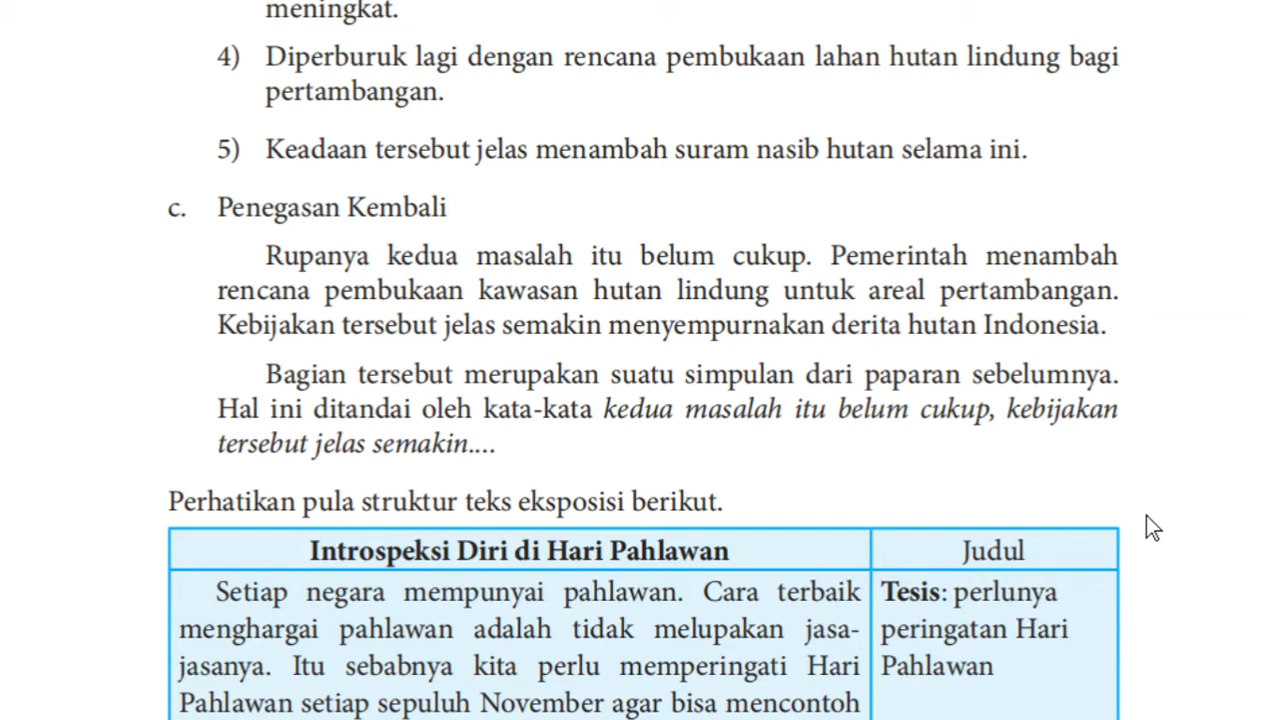 meningkat.
4) Diperburuk lagi dengan rencana pembukaan lahan hutan lindung bagi
pertambangan.
5) Keadaan tersebut jelas menambah suram nasib hutan selama ini.
c. Penegasan Kembali
Rupanya kedua masalah itu belum cukup. Pemerintah menambah
rencana pembukaan kawasan hutan lindung untuk areal pertambangan.
Kebijakan tersebut jelas semakin menyempurnakan derita hutan Indonesia.
Bagian tersebut merupakan suatu simpulan dari paparan sebelumnya.
Hal ini ditandai oleh kata-kata kedua masalah itu belum cukup, kebijakan
tersebut jelas semakin....
Perhatikan pula struktur teks eksposisi berikut.
Introspeksi Diri di Hari Pahlawan
Judul
Setiap negara mempunyai pahlawan. Cara terbaik
menghargai pahlawan adalah tidak melupakan jasa-
jasanya. Itu sebabnya kita perlu memperingati Hari
Pahlawan setiap sepuluh November agar bisa mencontoh
Tesis: perlunya
peringatan Hari
Pahlawan